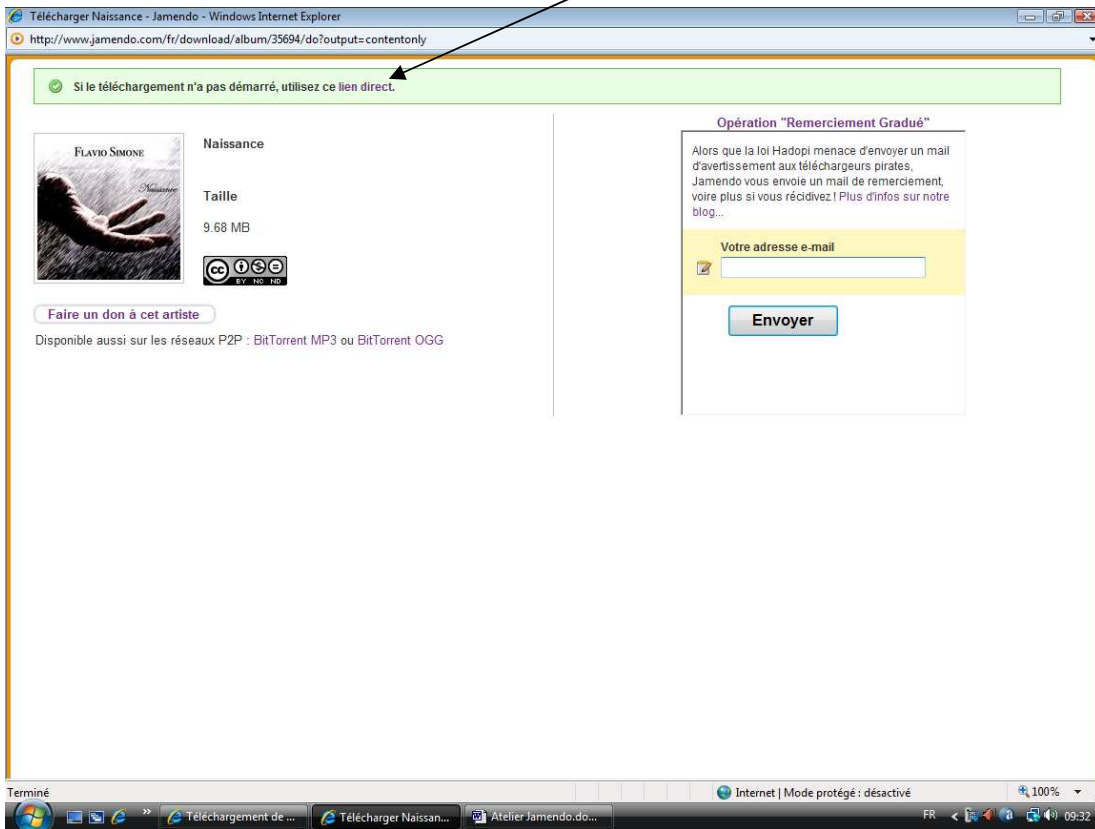 Télécharger Naissance - Jamendo - Windows Internet Explorer
http://www.jamendo.com/fr/download/album/35694/do?output=contentonly
Si le téléchargement n'a pas démarré, utilisez ce lien direct.
FLAVIO SIMONE
Naissance
Naissance
Taille
9.68 MB
cc
BY NC ND
Faire un don à cet artiste
Disponible aussi sur les réseaux P2P : BitTorrent MP3 ou BitTorrent OGG
Opération "Remerciement Gradué"
Alors que la loi Hadopi menace d'envoyer un mail
d'avertissement aux téléchargeurs pirates,
Jamendo vous envoie un mail de remerciement,
voire plus si vous récidivez ! Plus d'infos sur notre
blog...
Votre adresse e-mail
Envoyer
Terminé
Internet | Mode protégé : désactivé
100%
Téléchargement de ...
Télécharger Naissan...
Atelier Jamendo.do...
FR
09:32